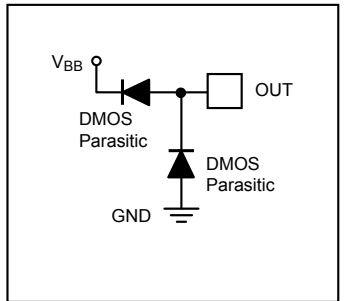 VBB
OUT
DMOS
Parasitic
DMOS
Parasitic
GND